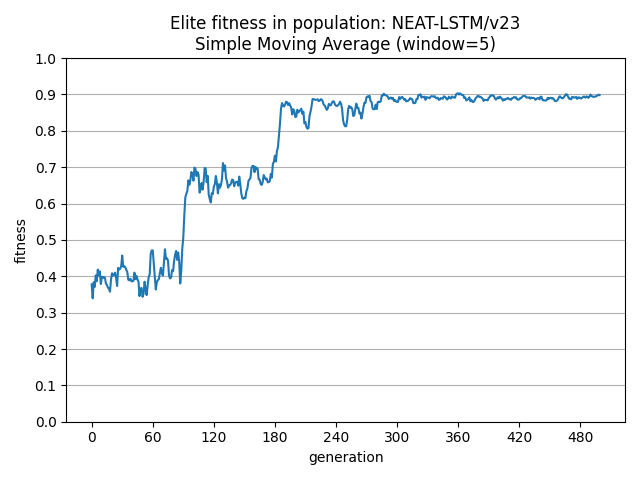 Elite fitness in population: NEAT-LSTM/v23
Simple Moving Average (window=5)
1.0
0.9
0.8
0.7
0.6
0.5
0.4
0.3
0.2
0.1
0.0
fitness
0 60 120 180 240 300 360 420 480
generation